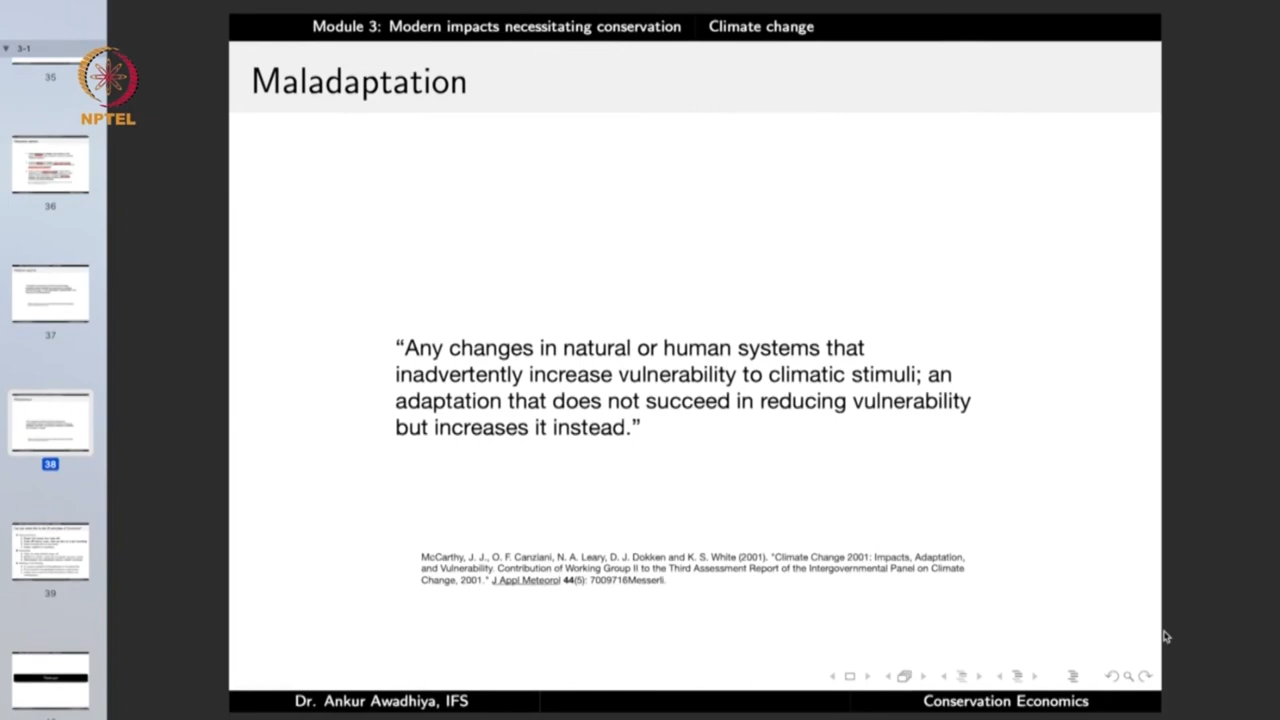 Module 3: Modern impacts necessitating conservation Climate change
3-1
35
NPTEL
Maladaptation
36
37
“Any changes in natural or human systems that
inadvertently increase vulnerability to climatic stimuli; an
adaptation that does not succeed in reducing vulnerability
but increases it instead.”
38
McCarthy, J. J., O. F. Canziani, N. A. Leary, D. J. Dokken and K. S. White (2001). "Climate Change 2001: Impacts, Adaptation,
and Vulnerability. Contribution of Working Group II to the Third Assessment Report of the Intergovernmental Panel on Climate
Change, 2001." J Appl Meteorol 44(5): 7009716Messerli.
39
Dr. Ankur Awadhiya, IFS Conservation Economics